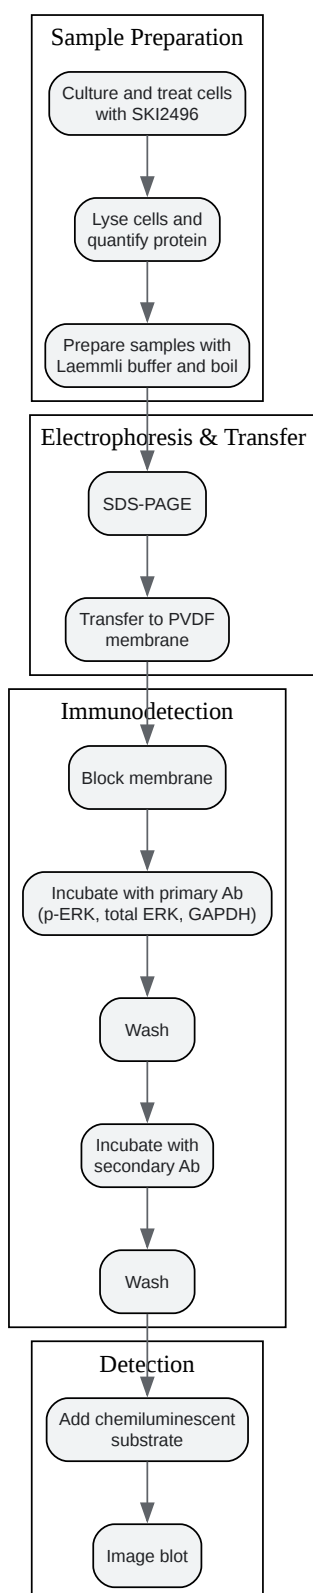 Sample Preparation
Culture and treat cells
with SKI2496
Lyse cells and
quantify protein
Prepare samples with
Laemmli buffer and boil
Electrophoresis & Transfer
SDS-PAGE
Transfer to PVDF
membrane
Immunodetection
Block membrane
Incubate with primary Ab
(p-ERK, total ERK, GAPDH)
Wash
Incubate with
secondary Ab
Wash
Detection
Add chemiluminescent
substrate
Image blot